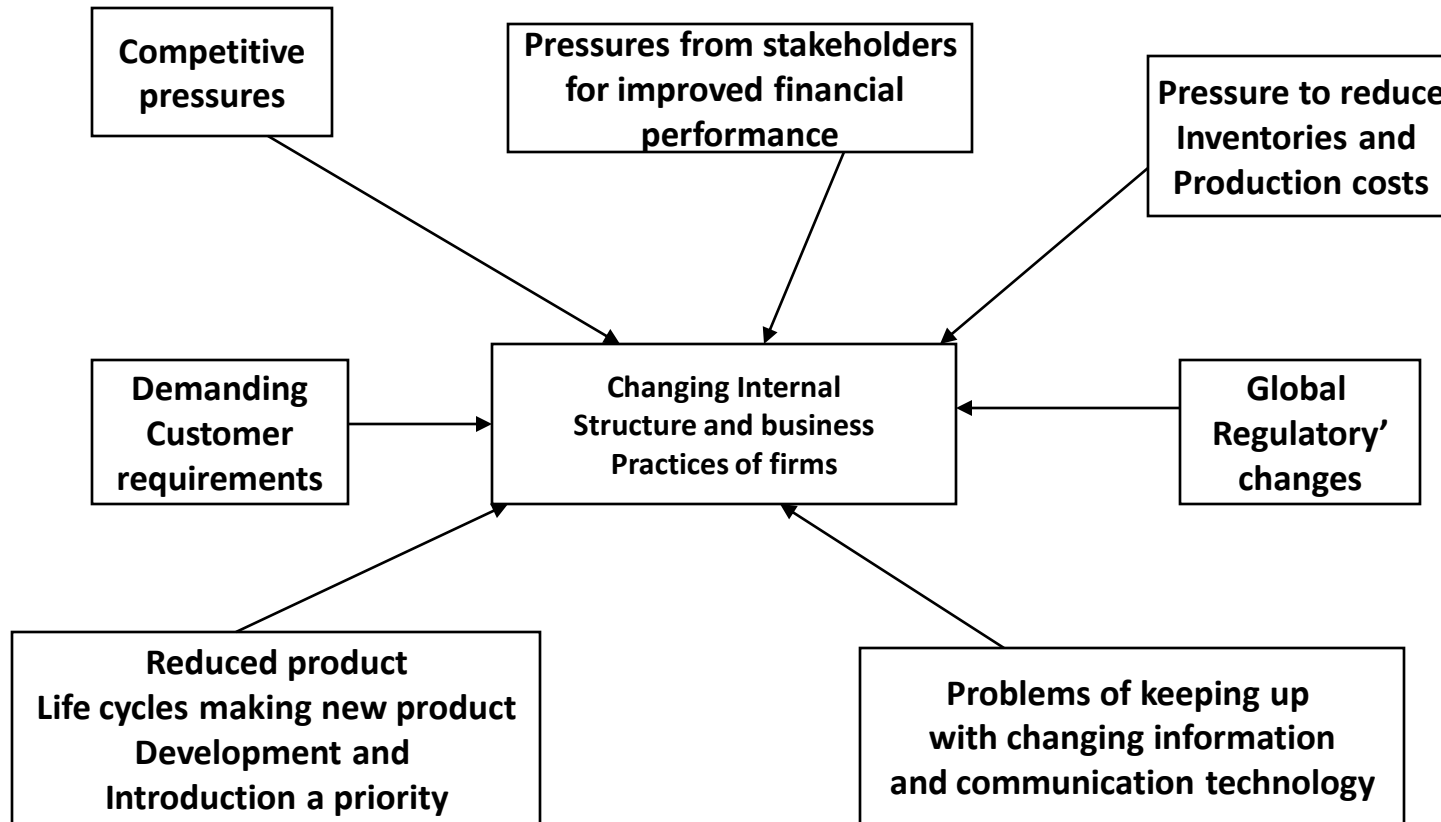 Competitive
pressures
Pressures from stakeholders
for improved financial
performance
Pressure to reduce
Inventories and
Production costs
Demanding
Customer
requirements
Changing Internal
Structure and business
Practices of firms
Global
Regulatory’
changes
Reduced product
Life cycles making new product
Development and
Introduction a priority
Problems of keeping up
with changing information
and communication technology